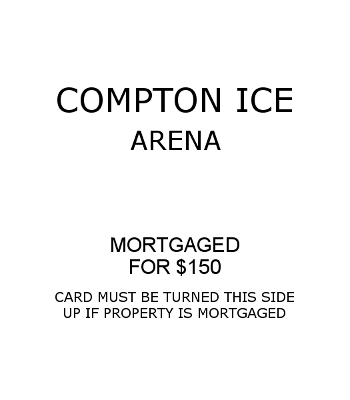 COMPTON ICE
ARENA
MORTGAGED
FOR $150
CARD MUST BE TURNED THIS SIDE
UP IF PROPERTY IS MORTGAGED